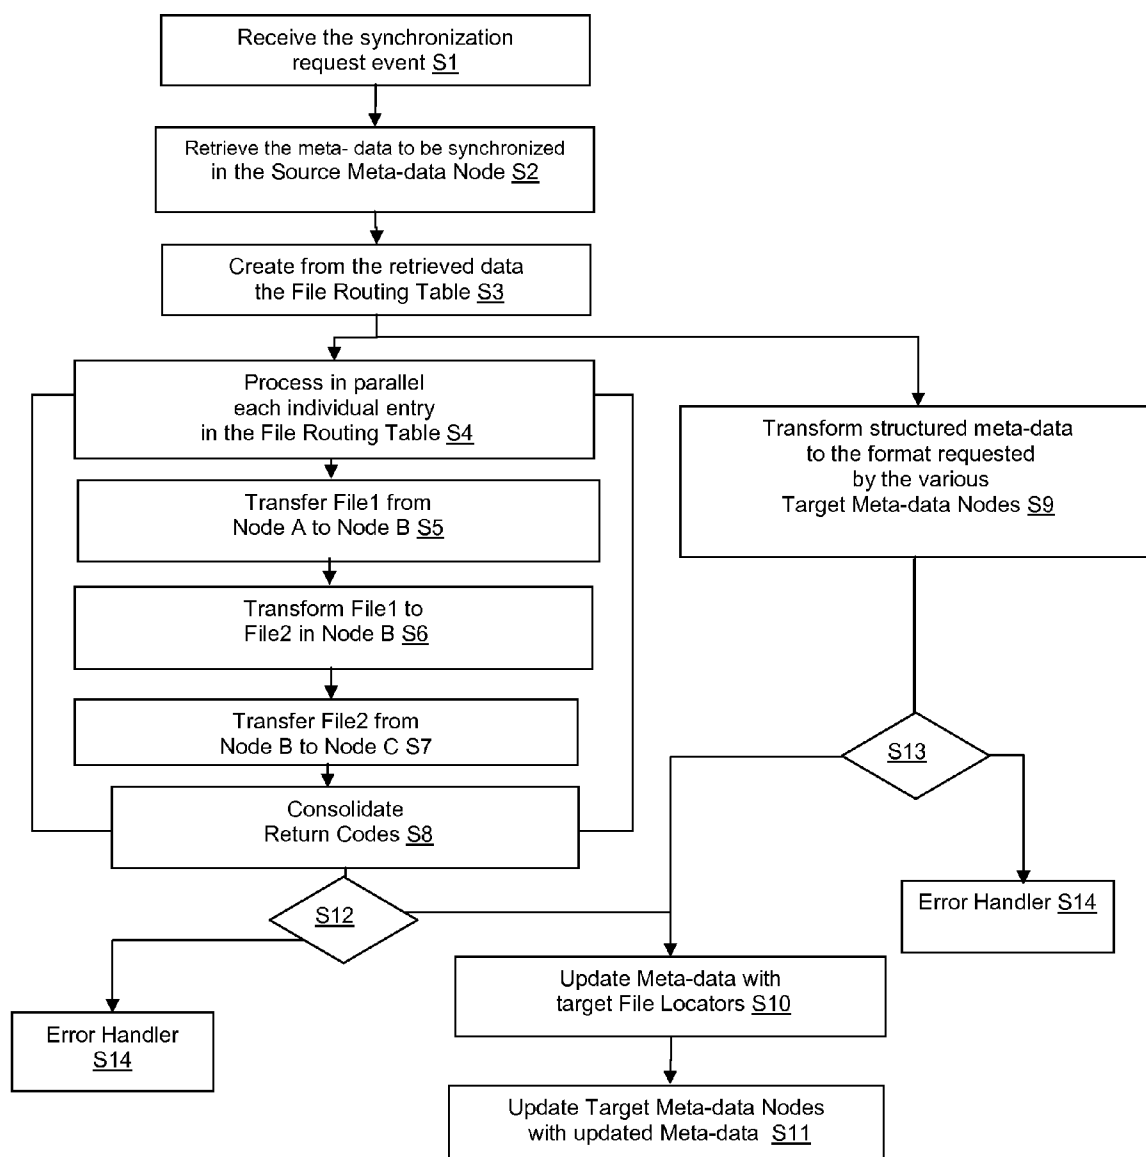 Receive the synchronization
request event S1
Retrieve the meta- data to be synchronized
in the Source Meta-data Node S2
Create from the retrieved data
the File Routing Table S3
Process in parallel
each individual entry
in the File Routing Table S4
Transfer File1 from
Node A to Node B S5
Transform File1 to
File2 in Node B S6
Transfer File2 from
Node B to Node C S7
Consolidate
Return Codes S8
S12
Error Handler
S14
Transform structured meta-data
to the format requested
by the various
Target Meta-data Nodes S9
S13
Error Handler S14
Update Meta-data with
target File Locators S10
Update Target Meta-data Nodes
with updated Meta-data S11